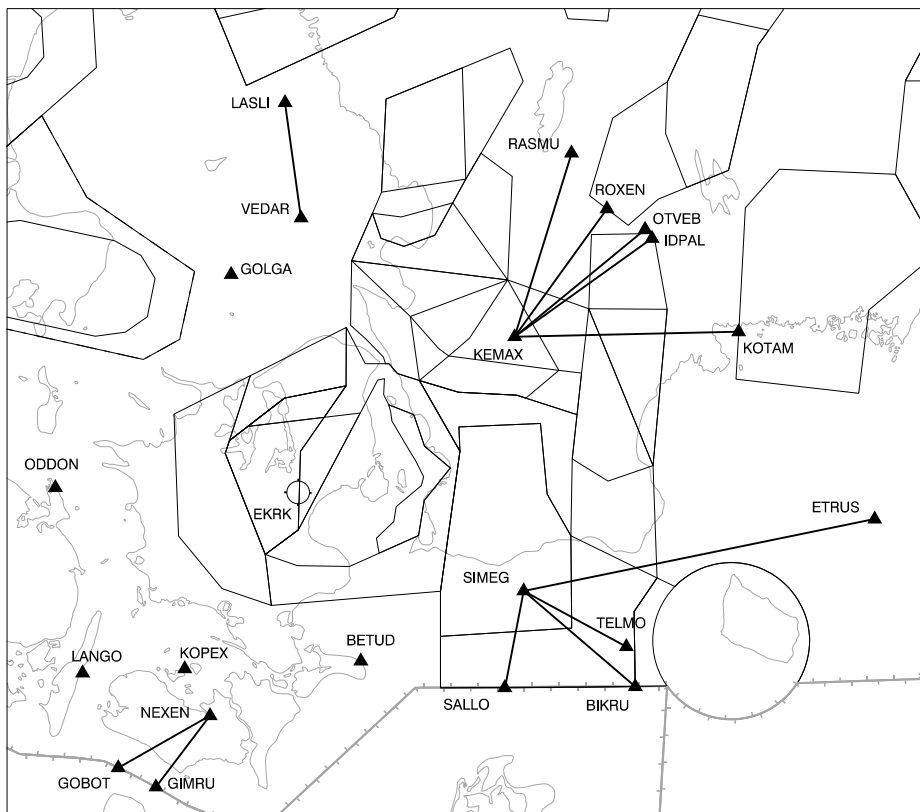 LASLI
RASMU
ROXEN
VEDAR
OTVEB
IDPAL
GOLGA
KOTAM
KEMAX
ODDON
ETRUS
EKRK
SIMEG
TELMO
BETUD
KOPEX
LANGO
SALLO
BIKRU
NEXEN
GOBOT
GIMRU